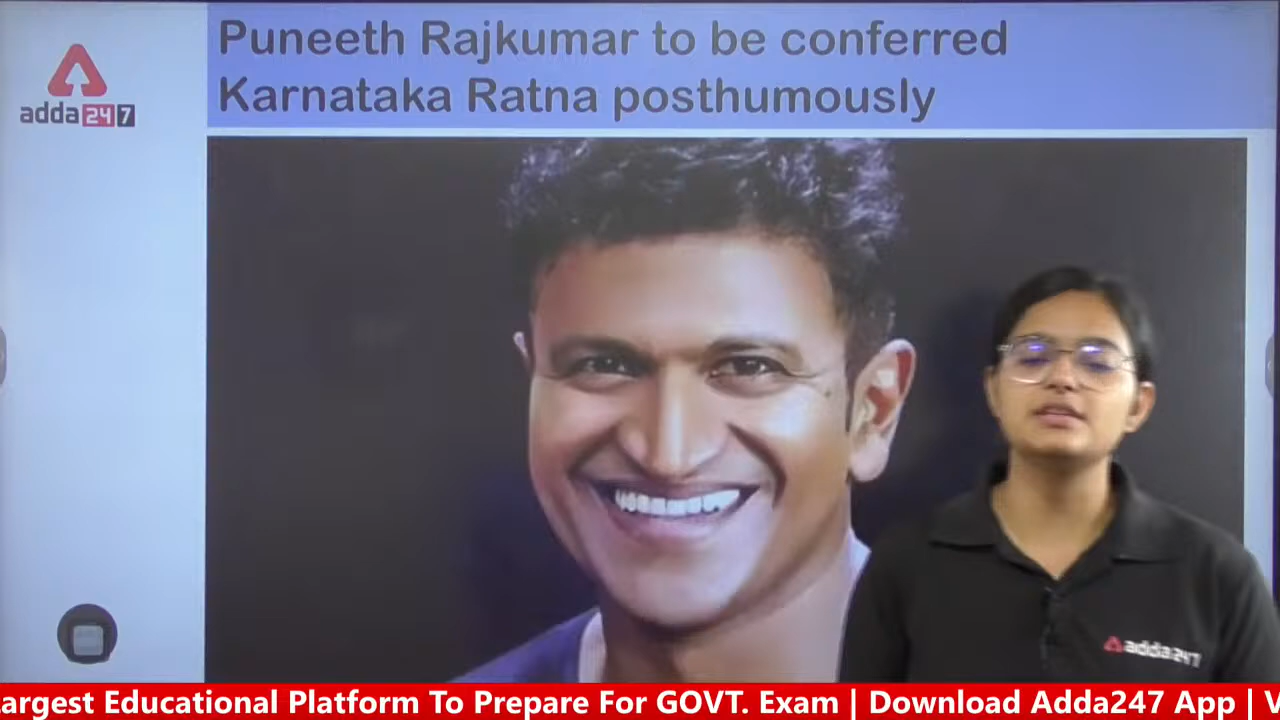 Puneeth Rajkumar to be conferred
Karnataka Ratna posthumously
adda247
adda247
argest Educational Platform To Prepare For GOVT. Exam | Download Adda247 App | V